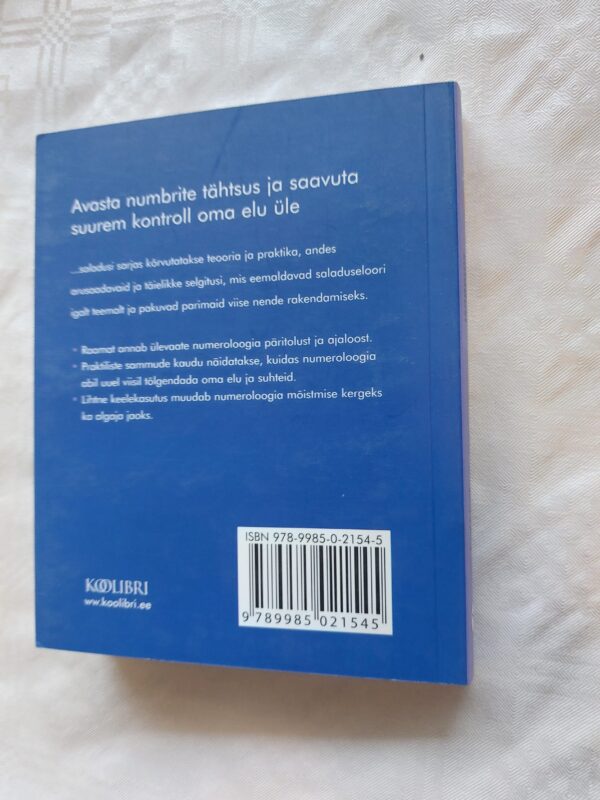 Avasta numbrite tähtsus ja saavuta
suurem kontroll oma elu üle
...saladusi sarjas kõrvutatakse teooria ja praktika, andes
arusaadavaid ja täielikke selgitusi, mis eemaldavad saladuseloori
igalt teemalt ja pakuvad parimaid viise nende rakendamiseks.
• Raamat annab ülevaate numeroloogia päritolust ja ajaloost.
• Praktiliste sammude kaudu näidatakse, kuidas numeroloogia
abil uuel viisil tõlgendada oma elu ja suhteid.
• Lihtne keelekasutus muudab numeroloogia mõistmise kergeks
ka algaja jaoks.
ISBN 978-9985-0-2154-5
9 789985 021545
KOOLIBRI
ww.koolibri.ee